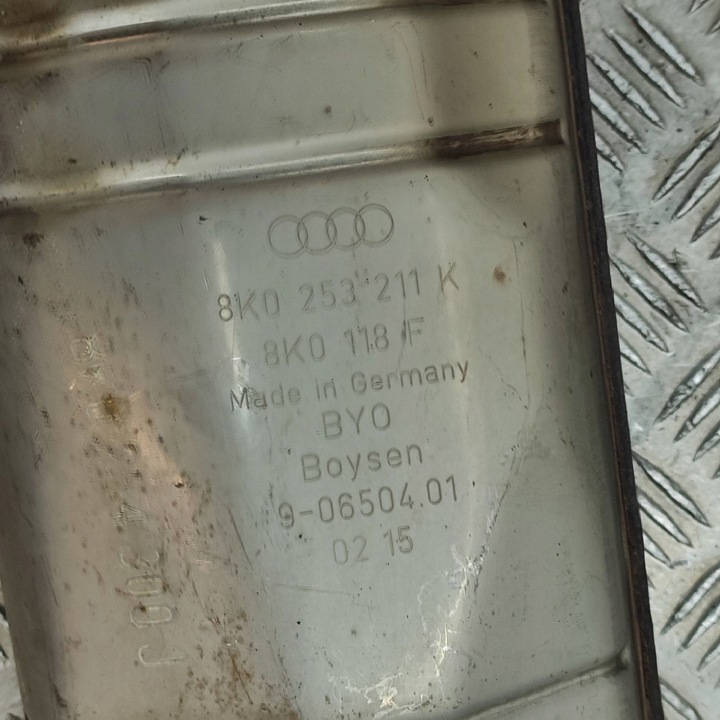 8K0 253 211 K
8K0 118 F
Made in Germany
BYO
Boysen
9-06504.01
02 15